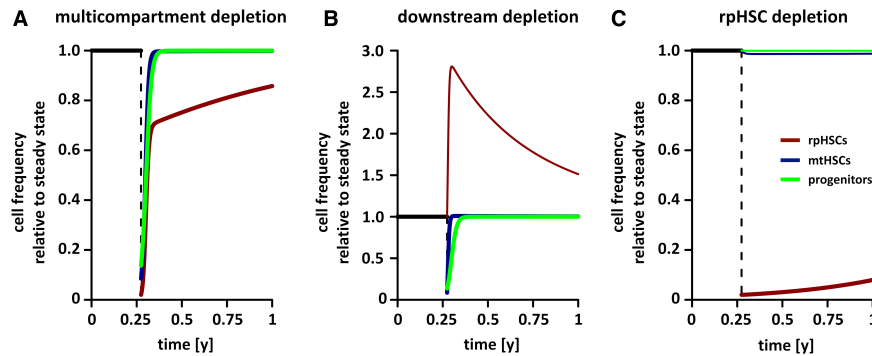 A multicompartment depletion
cell frequency
relative to steady state
1.0
0.8
0.6
0.4
0.2
0
0 0.25 0.5 0.75 1
time [y]
B downstream depletion
cell frequency
relative to steady state
3.0
2.5
2.0
1.5
1.0
0.5
0
0 0.25 0.5 0.75 1
time [y]
C rpHSC depletion
cell frequency
relative to steady state
1.0
0.8
0.6
0.4
0.2
0
0 0.25 0.5 0.75 1
time [y]
rpHSCs
mtHSCs
progenitors